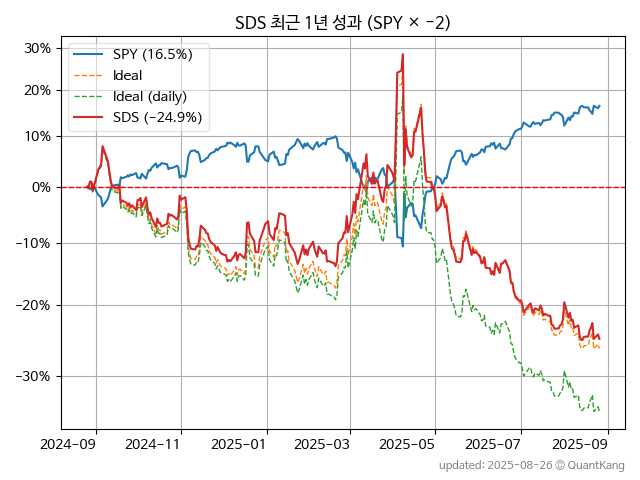 SDS 최근 1년 성과 (SPY × −2)
30%
20%
10%
0%
−10%
−20%
−30%
SPY (16.5%)
Ideal
Ideal (daily)
SDS (−24.9%)
2024-09
2024-11
2025-01
2025-03
2025-05
2025-07
2025-09
updated: 2025-08-26 © QuantKang